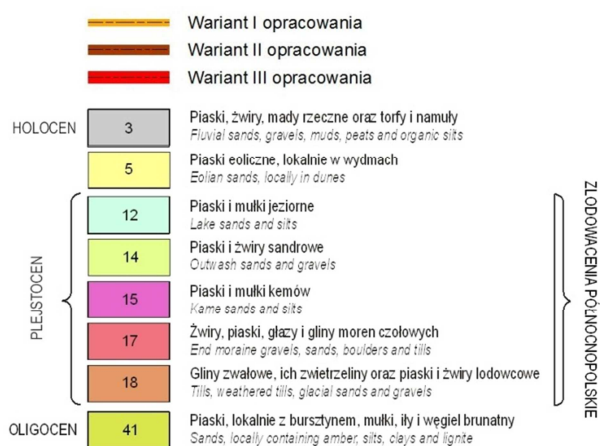 Wariant I opracowania
Wariant II opracowania
Wariant III opracowania
HOLOCEN
3
Piaski, żwiry, mady rzeczne oraz torfy i namuły
Fluvial sands, gravels, muds, peats and organic silts
5
Piaski eoliczne, lokalnie w wydmach
Eolian sands, locally in dunes
PLEJSTOCEN
12
Piaski i mułki jeziorne
Lake sands and silts
14
Piaski i żwiry sandrowe
Outwash sands and gravels
15
Piaski i mułki kemów
Kame sands and silts
17
Żwiry, piaski, głazy i gliny moren czołowych
End moraine gravels, sands, boulders and tills
18
Gliny zwałowe, ich zwietrzeliny oraz piaski i żwiry lodowcowe
Tills, weathered tills, glacial sands and gravels
ZLODOWACENIA PÓŁNOCNOPOLSKIE
OLIGOCEN
41
Piaski, lokalnie z bursztynem, mułki, iły i węgiel brunatny
Sands, locally containing amber, silts, clays and lignite